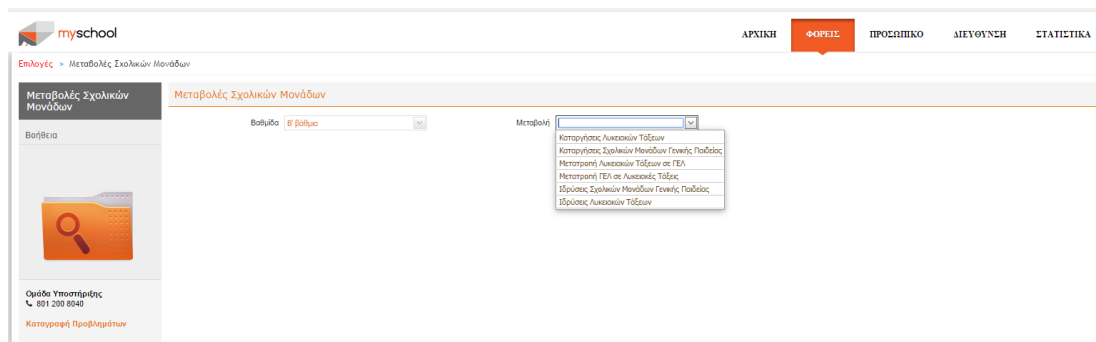 myschool
ΑΡΧΙΚΗ ΦΟΡΕΙΣ ΠΡΟΣΩΠΙΚΟ ΔΙΕΥΘΥΝΣΗ ΣΤΑΤΙΣΤΙΚΑ
Επιλογές > Μεταβολές Σχολικών Μονάδων
Μεταβολές Σχολικών
Μονάδων
Βοήθεια
Ομάδα Υποστήριξης
801 200 8040
Καταγραφή Προβλημάτων
Μεταβολές Σχολικών Μονάδων
Βαθμίδα Β' βάθμια Μεταβολή
Καταργήσεις Λυκειακών Τάξεων
Καταργήσεις Σχολικών Μονάδων Γενικής Παιδείας
Μετατροπή Λυκειακών Τάξεων σε ΓΕΛ
Μετατροπή ΓΕΛ σε Λυκειακές Τάξεις
Ιδρύσεις Σχολικών Μονάδων Γενικής Παιδείας
Ιδρύσεις Λυκειακών Τάξεων